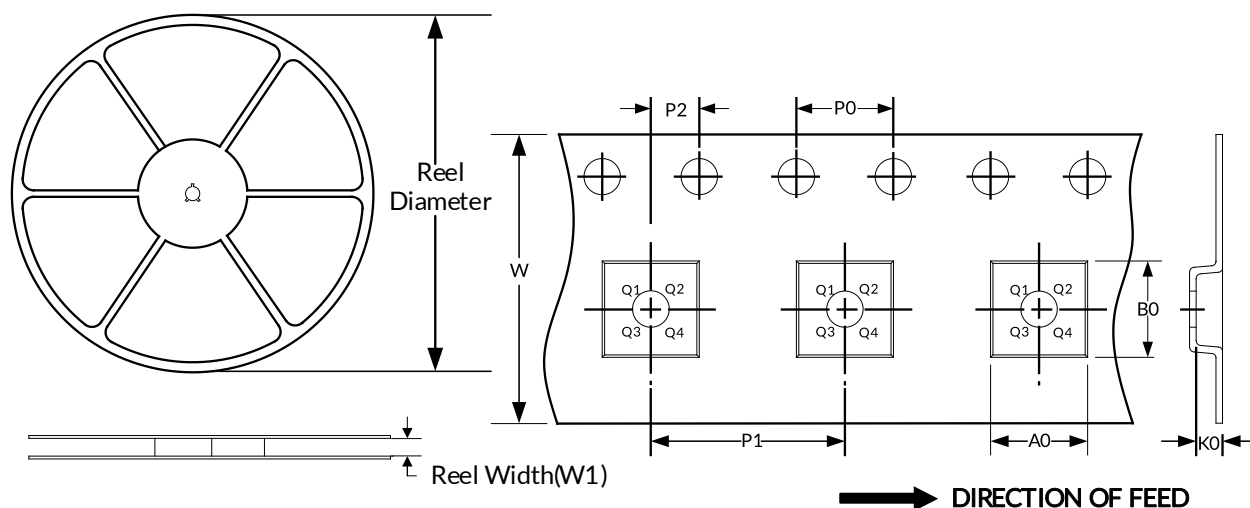 Reel
Diameter
P2
P0
W
Q1 Q2
Q3 Q4
Q1 Q2
Q3 Q4
Q1 Q2
Q3 Q4
B0
P1
A0
K0
Reel Width(W1)
DIRECTION OF FEED